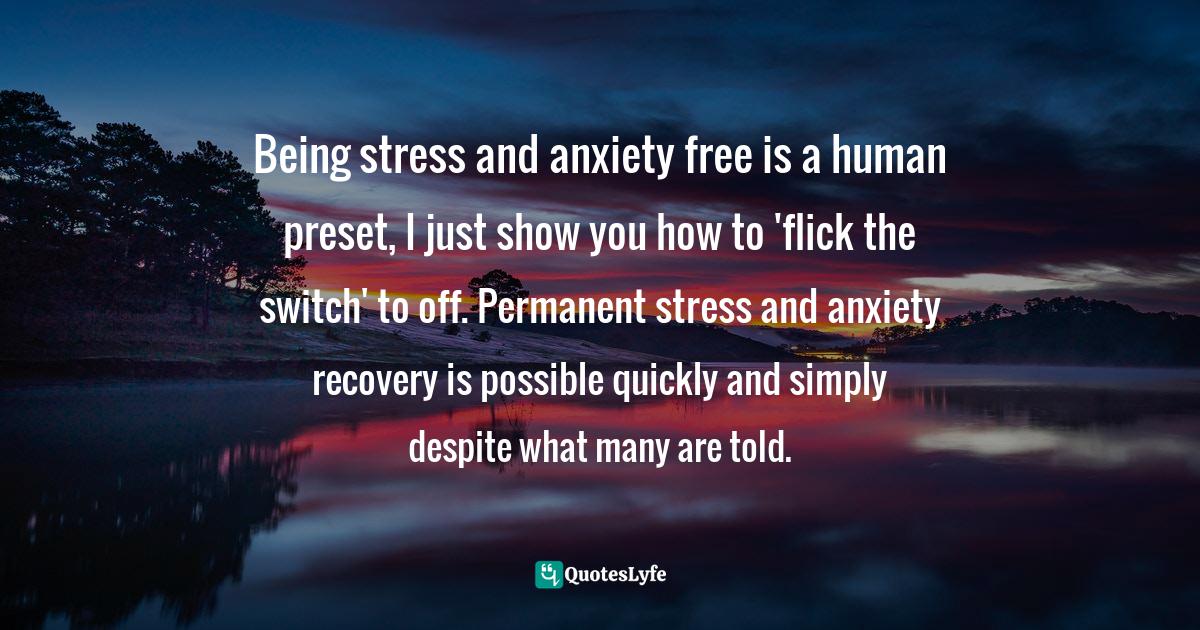 Being stress and anxiety free is a human
preset, I just show you how to 'flick the
switch' to off. Permanent stress and anxiety
recovery is possible quickly and simply
despite what many are told.
QuotesLyfe